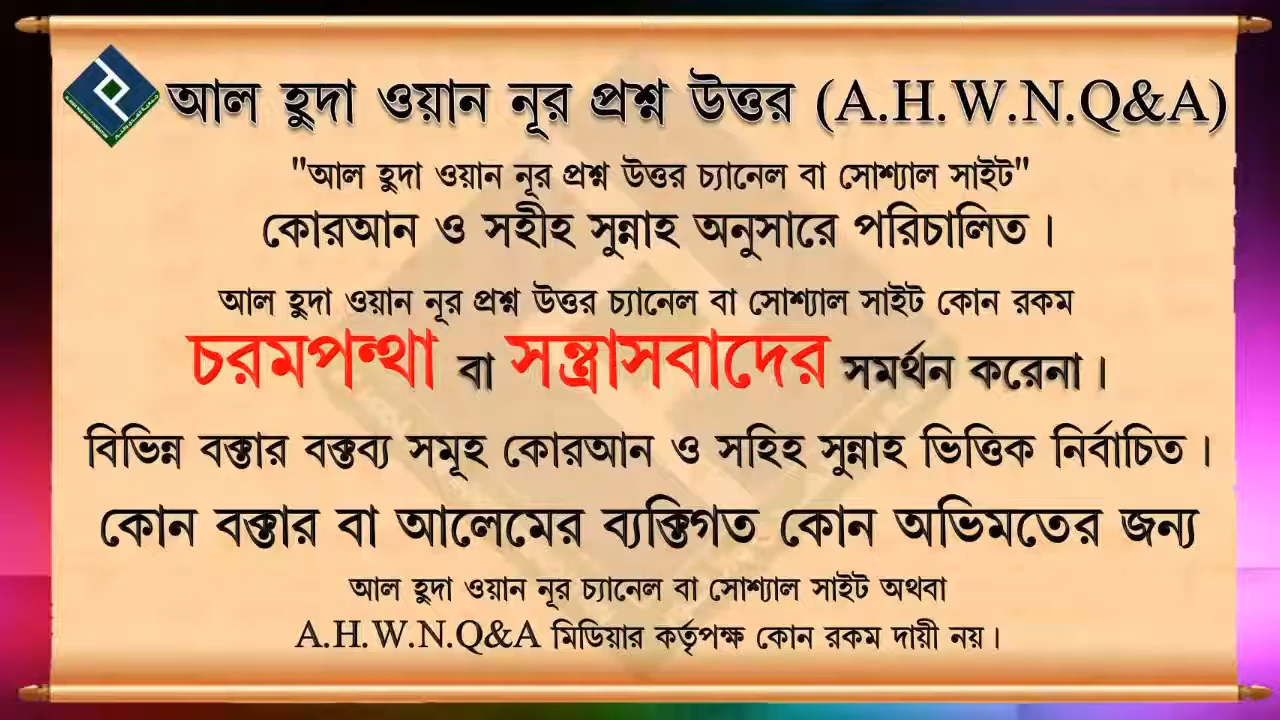 আল হুদা ওয়ান নূর প্রশ্ন উত্তর (A.H.W.N.Q&A)
"আল হুদা ওয়ান নূর প্রশ্ন উত্তর চ্যানেল বা সোশ্যাল সাইট"
কোরআন ও সহীহ সুন্নাহ অনুসারে পরিচালিত।
আল হুদা ওয়ান নূর প্রশ্ন উত্তর চ্যানেল বা সোশ্যাল সাইট কোন রকম
চরমপন্থা বা সন্ত্রাসবাদের সমর্থন করেনা।
বিভিন্ন বক্তার বক্তব্য সমূহ কোরআন ও সহিহ সুন্নাহ ভিত্তিক নির্বাচিত।
কোন বক্তার বা আলেমের ব্যক্তিগত কোন অভিমতের জন্য
আল হুদা ওয়ান নূর চ্যানেল বা সোশ্যাল সাইট অথবা
A.H.W.N.Q&A মিডিয়ার কর্তৃপক্ষ কোন রকম দায়ী নয়।